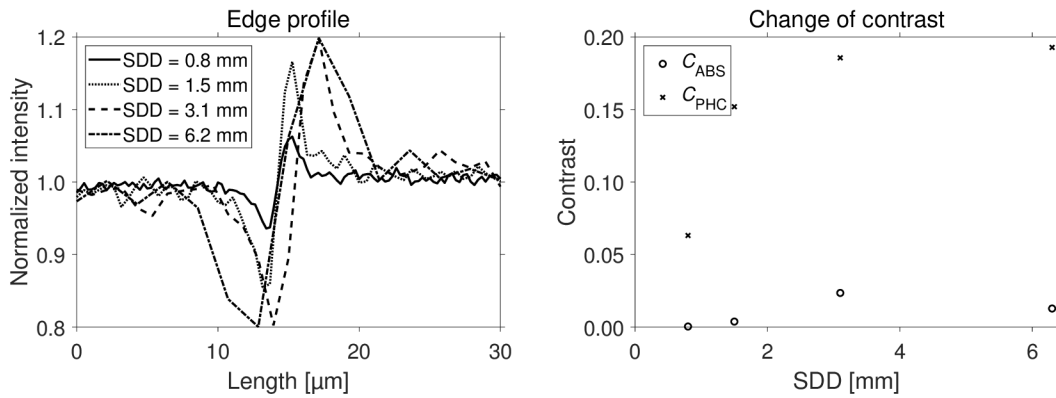 Edge profile
SDD = 0.8 mm
SDD = 1.5 mm
SDD = 3.1 mm
SDD = 6.2 mm
Normalized intensity
1.2
1.1
1.0
0.9
0.8
0
10
20
30
Length [µm]
Change of contrast
C_ABS
C_PHC
Contrast
0.20
0.15
0.10
0.05
0.00
0
2
4
6
SDD [mm]